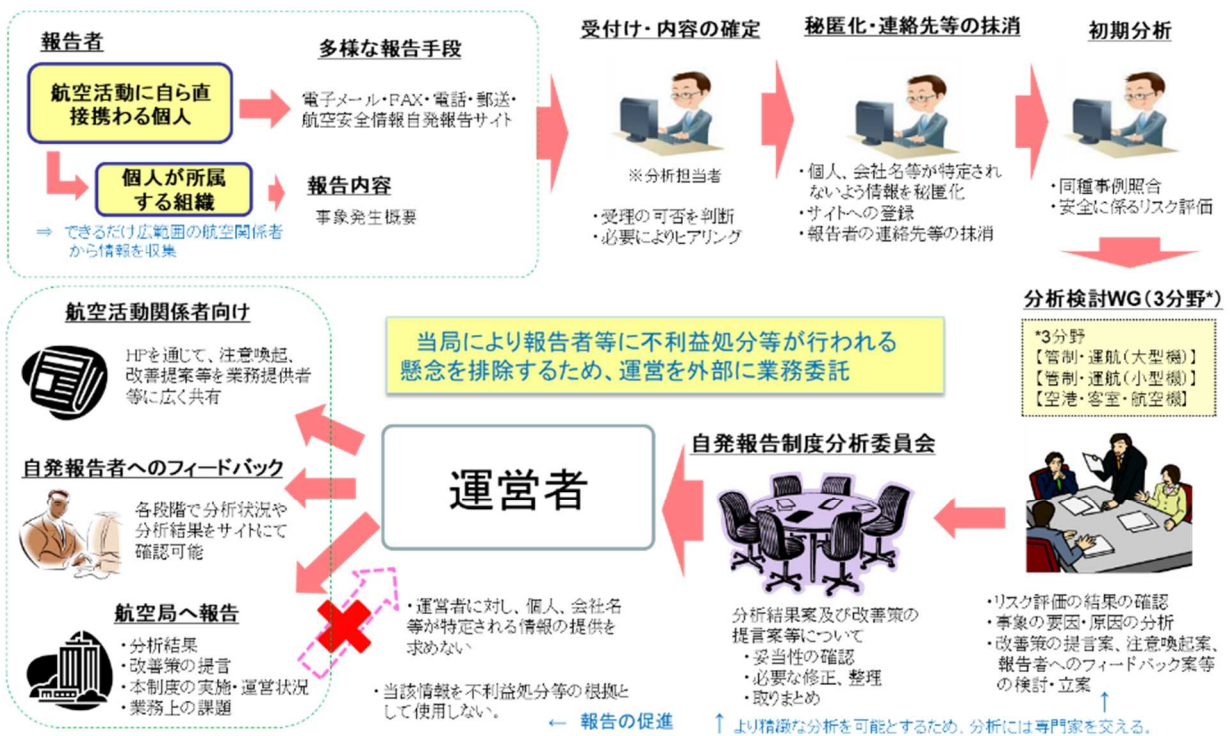 報告者
航空活動に自ら直
接携わる個人
個人が所属
する組織
⇒ できるだけ広範囲の航空関係者
から情報を収集
多様な報告手段
電子メール・FAX・電話・郵送・
航空安全情報自発報告サイト
報告内容
事象発生概要
受付け・内容の確定
※分析担当者
・受理の可否を判断
・必要によりヒアリング
秘匿化・連絡先等の抹消
・個人、会社名等が特定され
ないよう情報を秘匿化
・サイトへの登録
・報告者の連絡先等の抹消
初期分析
・同種事例照合
・安全に係るリスク評価
分析検討WG(3分野*)
*3分野
【管制・運航(大型機)】
【管制・運航(小型機)】
【空港・客室・航空機】
・リスク評価の結果の確認
・事象の要因・原因の分析
・改善策の提言案、注意喚起案、
報告者へのフィードバック案等
の検討・立案
↑ より精緻な分析を可能とするため、分析には専門家を交える。 ↑
自発報告制度分析委員会
分析結果案及び改善策の
提言案等について
・妥当性の確認
・必要な修正、整理
・取りまとめ
当局により報告者等に不利益処分等が行われる
懸念を排除するため、運営を外部に業務委託
運営者
・運営者に対し、個人、会社名
等が特定される情報の提供を
求めない
・当該情報を不利益処分等の根拠と
して使用しない。
← 報告の促進
航空活動関係者向け
HPを通じて、注意喚起、
改善提案等を業務提供者
等に広く共有
自発報告者へのフィードバック
各段階で分析状況や
分析結果をサイトにて
確認可能
航空局へ報告
・分析結果
・改善策の提言
・本制度の実施・運営状況
・業務上の課題